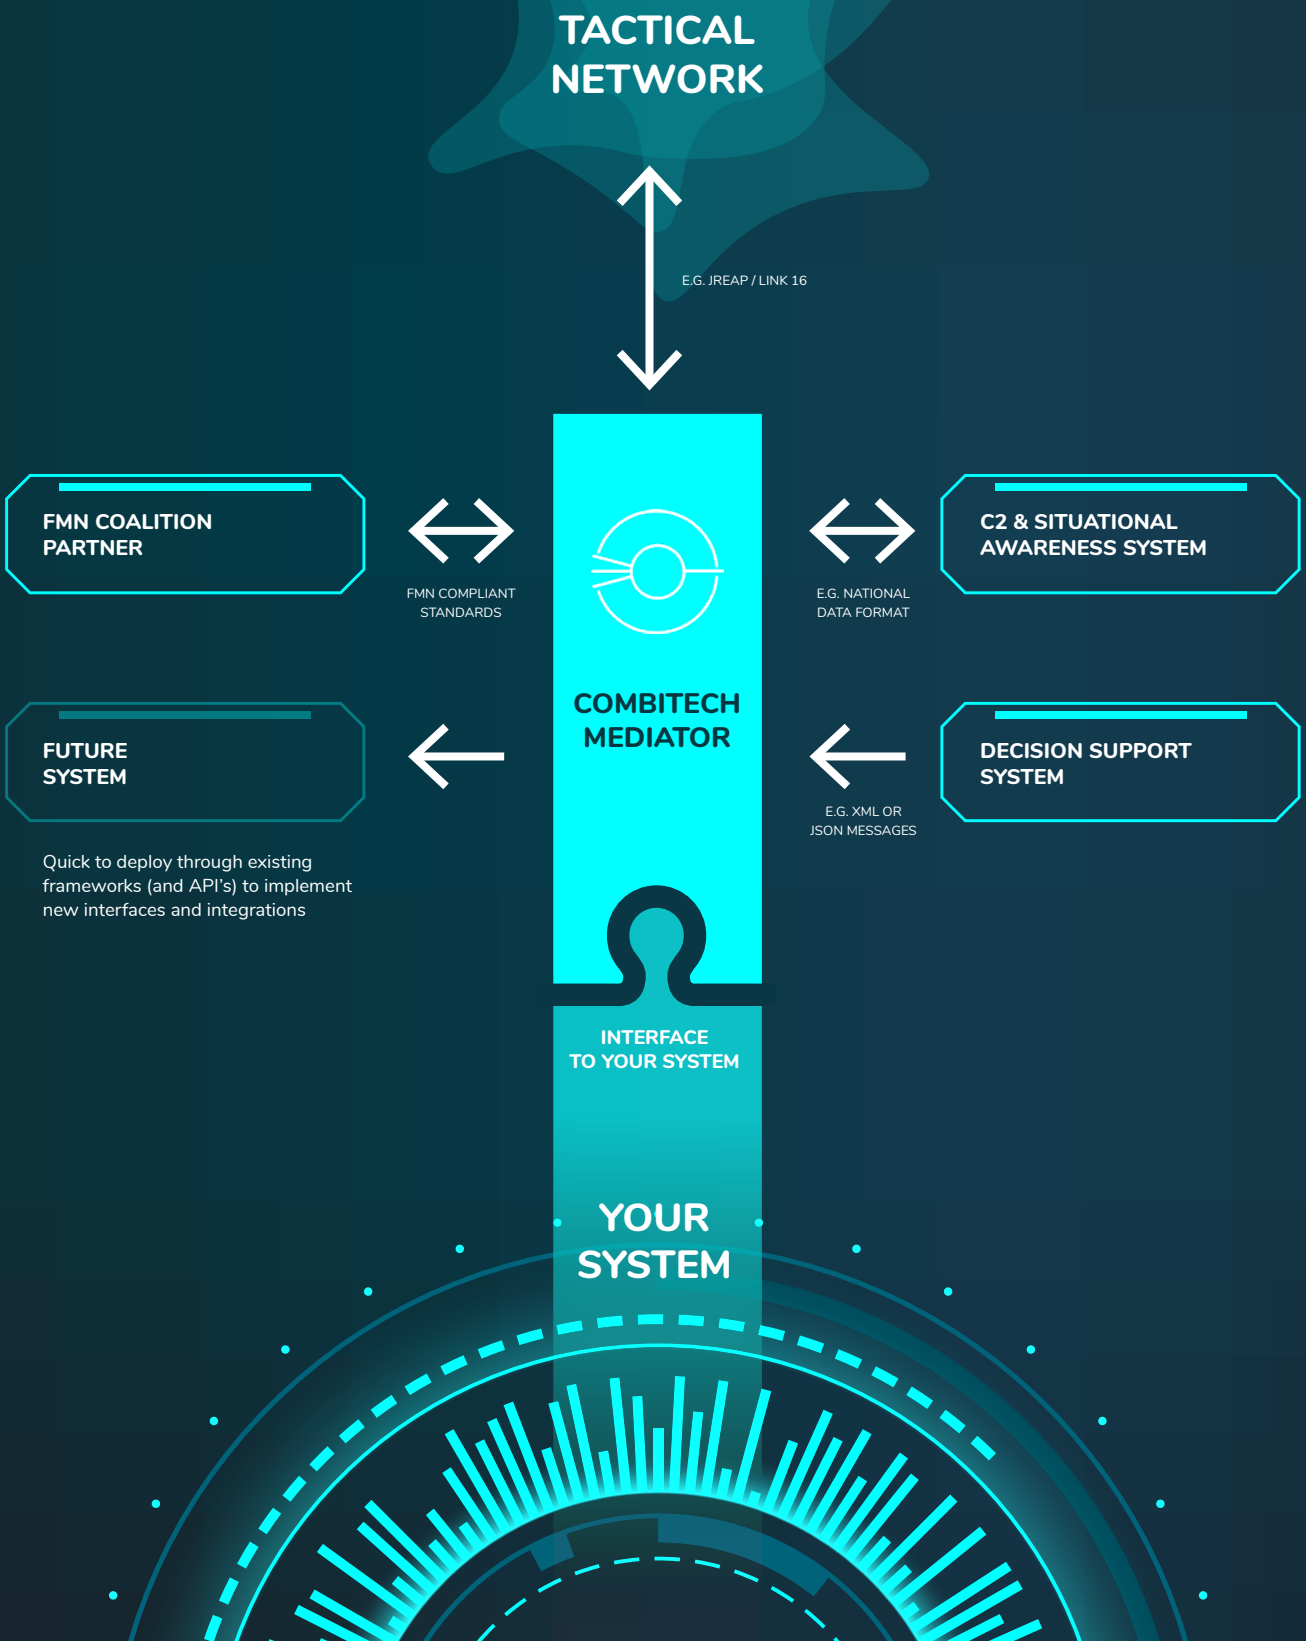 TACTICAL
NETWORK
E.G. JREAP / LINK 16
FMN COALITION
PARTNER
FMN COMPLIANT
STANDARDS
E.G. NATIONAL
DATA FORMAT
C2 & SITUATIONAL
AWARENESS SYSTEM
COMBITECH
MEDIATOR
FUTURE
SYSTEM
DECISION SUPPORT
SYSTEM
E.G. XML OR
JSON MESSAGES
Quick to deploy through existing
frameworks (and API’s) to implement
new interfaces and integrations
INTERFACE
TO YOUR SYSTEM
YOUR
SYSTEM